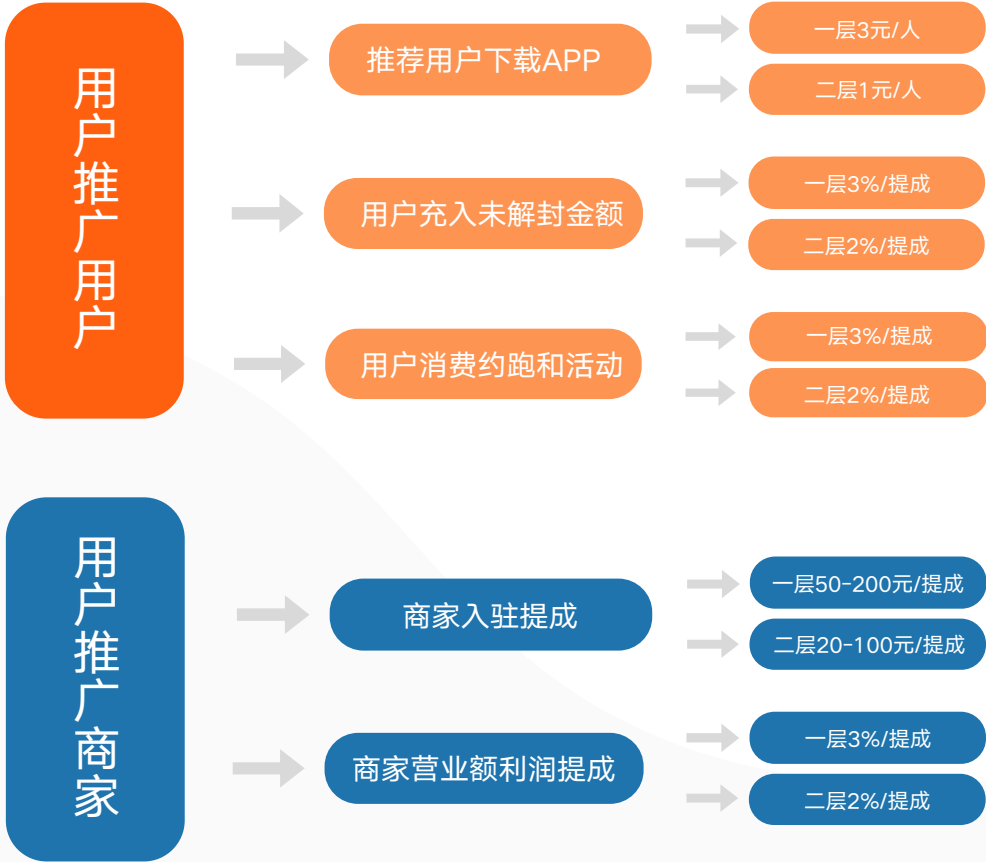 用户推广用户
推荐用户下载APP
一层3元/人
二层1元/人
用户充入未解封金额
一层3%/提成
二层2%/提成
用户消费约跑和活动
一层3%/提成
二层2%/提成
用户推广商家
商家入驻提成
一层50-200元/提成
二层20-100元/提成
商家营业额利润提成
一层3%/提成
二层2%/提成